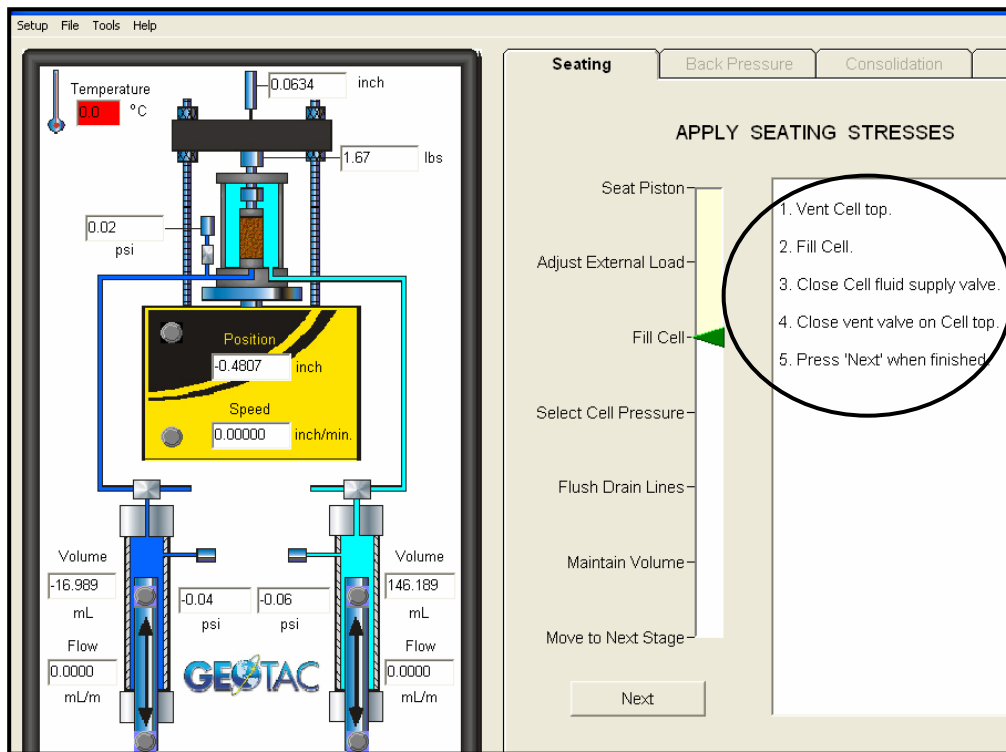 Setup File Tools Help
Temperature
0.0 °C
0.0634 inch
1.67 lbs
0.02
psi
Position
-0.4807 inch
Speed
0.00000 inch/min.
Volume
-16.989
mL
Flow
0.0000
mL/m
-0.04
psi
-0.06
psi
Volume
146.189
mL
Flow
0.0000
mL/m
GEOTAC
Seating Back Pressure Consolidation
APPLY SEATING STRESSES
Seat Piston
Adjust External Load
Fill Cell
Select Cell Pressure
Flush Drain Lines
Maintain Volume
Move to Next Stage
1. Vent Cell top.
2. Fill Cell.
3. Close Cell fluid supply valve.
4. Close vent valve on Cell top.
5. Press 'Next' when finished.
Next